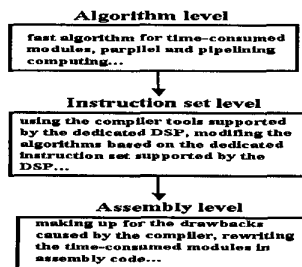 Algorithm level
fast algorithm for time-consumed
modules, parallel and pipelining
computing...
Instruction set level
using the compiler tools supported
by the dedicated DSP, modifing the
algorithms based on the dedicated
instruction set supported by the
DSP...
Assembly level
making up for the drawbacks
caused by the compiler, rewriting
the time-consumed modules in
assembly code...